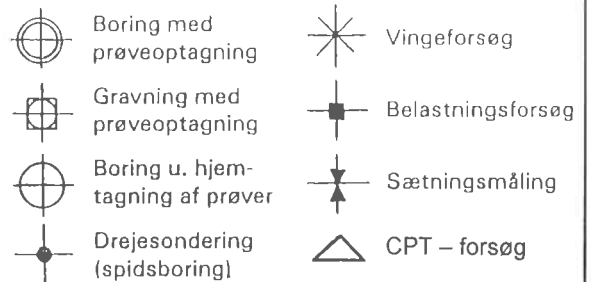 Boring med
prøveoptagning
Gravning med
prøveoptagning
Boring u. hjem-
tagning af prøver
Drejesondering
(spidsboring)
Vingeforsøg
Belastningsforsøg
Sætningsmåling
CPT – forsøg